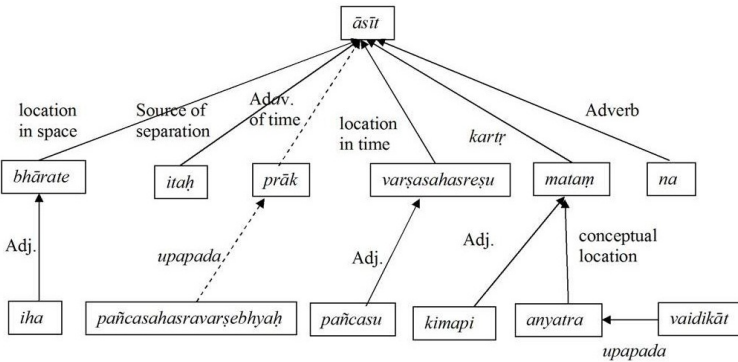 āsīt
location
in space
Source of
separation
Adav.
of time
location
in time
kartṛ
Adverb
bhārate
itaḥ
prāk
varṣasahasreṣu
mataṃ
na
Adj.
upapada
Adj.
Adj.
conceptual
location
iha
pañcasahasravarṣebhyaḥ
pañcasu
kimapi
anyatra
vaidikāt
upapada